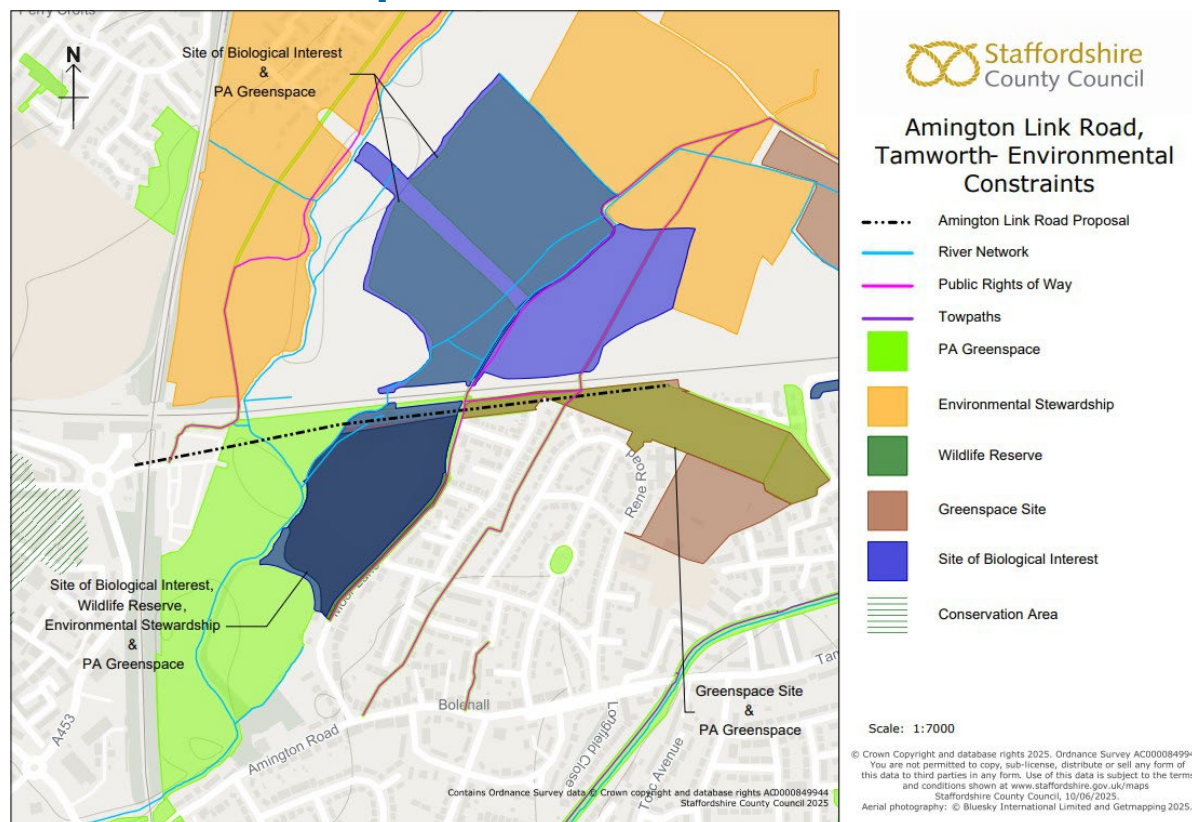 Perry Crofts
N
Site of Biological Interest
&
PA Greenspace
Site of Biological Interest,
Wildlife Reserve,
Environmental Stewardship
&
PA Greenspace
Rene Road
Moor Lane
Bolehall
Amington Road
A453
Longfield Close
Avenue
Tam
Greenspace Site
&
PA Greenspace
Contains Ordnance Survey data © Crown copyright and database rights AC000849944
Staffordshire County Council 2025
Staffordshire
County Council
Amington Link Road,
Tamworth- Environmental
Constraints
Amington Link Road Proposal
River Network
Public Rights of Way
Towpaths
PA Greenspace
Environmental Stewardship
Wildlife Reserve
Greenspace Site
Site of Biological Interest
Conservation Area
Scale: 1:7000
© Crown Copyright and database rights 2025. Ordnance Survey AC000084994
You are not permitted to copy, sub-license, distribute or sell any form of
this data to third parties in any form. Use of this data is subject to the terms
and conditions shown at www.staffordshire.gov.uk/maps
Staffordshire County Council, 10/06/2025.
Aerial photography: © Bluesky International Limited and Getmapping 2025.